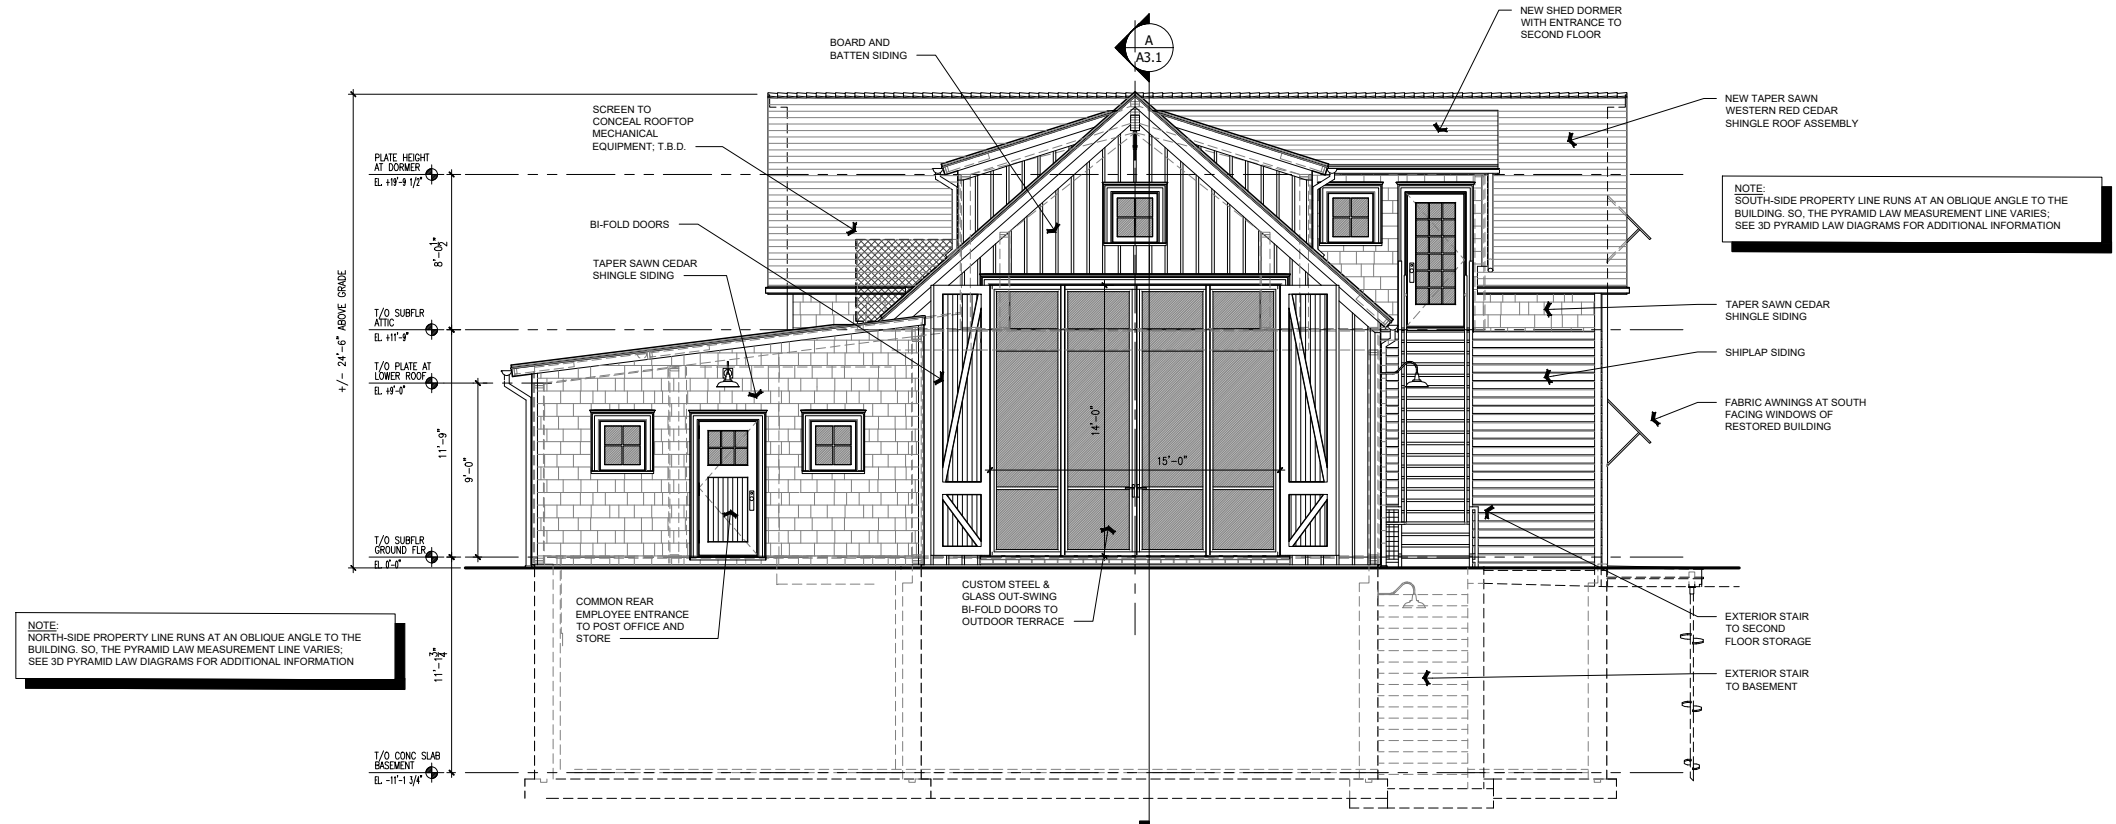 A
A3.1
NEW SHED DORMER
WITH ENTRANCE TO
SECOND FLOOR
BOARD AND
BATTEN SIDING
SCREEN TO
CONCEAL ROOFTOP
MECHANICAL
EQUIPMENT; T.B.D.
NEW TAPER SAWN
WESTERN RED CEDAR
SHINGLE ROOF ASSEMBLY
PLATE HEIGHT
AT DORMER
EL +19'-9 1/2"
NOTE:
SOUTH-SIDE PROPERTY LINE RUNS AT AN OBLIQUE ANGLE TO THE
BUILDING. SO, THE PYRAMID LAW MEASUREMENT LINE VARIES;
SEE 3D PYRAMID LAW DIAGRAMS FOR ADDITIONAL INFORMATION
BI-FOLD DOORS
8'-0 1/2"
TAPER SAWN CEDAR
SHINGLE SIDING
+/- 24'-6" ABOVE GRADE
T/O SUBFLR
ATTIC
EL +11'-9"
TAPER SAWN CEDAR
SHINGLE SIDING
SHIPLAP SIDING
T/O PLATE AT
LOWER ROOF
EL +9'-0"
FABRIC AWNINGS AT SOUTH
FACING WINDOWS OF
RESTORED BUILDING
11'-9"
9'-0"
14'-0"
15'-0"
T/O SUBFLR
GROUND FLR
EL 0'-0"
COMMON REAR
EMPLOYEE ENTRANCE
TO POST OFFICE AND
STORE
CUSTOM STEEL &
GLASS OUT-SWING
BI-FOLD DOORS TO
OUTDOOR TERRACE
EXTERIOR STAIR
TO SECOND
FLOOR STORAGE
NOTE:
NORTH-SIDE PROPERTY LINE RUNS AT AN OBLIQUE ANGLE TO THE
BUILDING. SO, THE PYRAMID LAW MEASUREMENT LINE VARIES;
SEE 3D PYRAMID LAW DIAGRAMS FOR ADDITIONAL INFORMATION
11'-1 3/4"
EXTERIOR STAIR
TO BASEMENT
T/O CONC SLAB
BASEMENT
EL -11'-1 3/4"